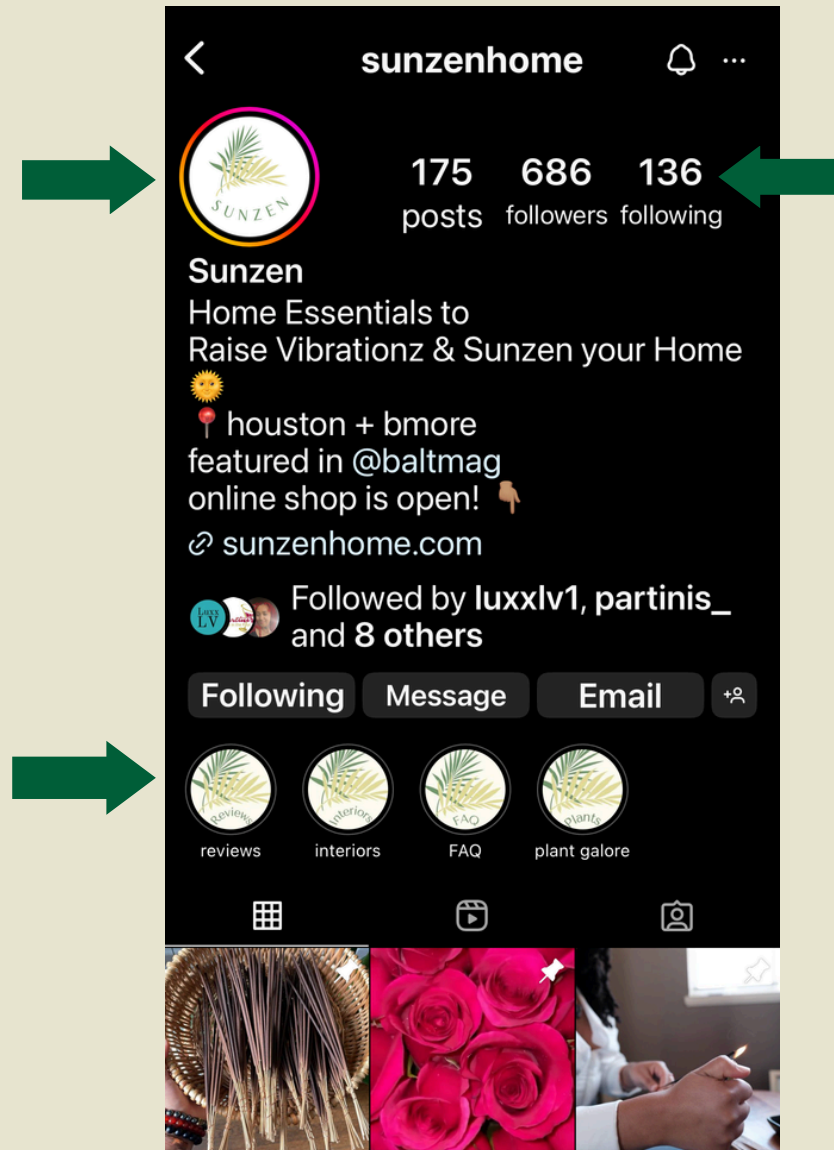 sunzenhome
SUNZEN
175 686 136
posts followers following
Sunzen
Home Essentials to
Raise Vibrationz & Sunzen your Home
🌞
📍 houston + bmore
featured in @baltmag
online shop is open! 👇🏽
sunzenhome.com
Luxx
LV
Followed by luxxlv1, partinis_
and 8 others
Following Message Email
Reviews Interiors FAQ Plants
reviews interiors FAQ plant galore